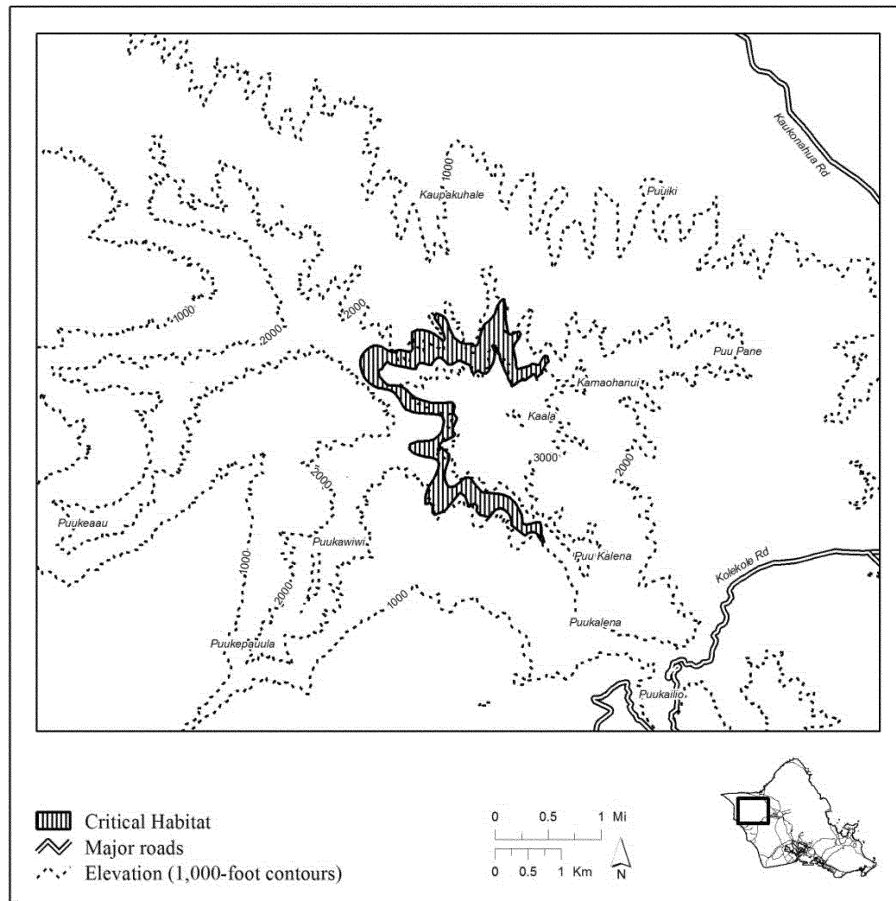 Kaukonahua Rd
1000
Kaupakuhale
Puuiki
1000
2000
2000
Puu Pane
Kamaohanui
Kaala
3000
2000
2000
Puukeaau
Puukawiwi
1000
2000
1000
Puu Kalena
Kolekole Rd
Puukalena
Puukepauula
Puukailio
Critical Habitat
Major roads
Elevation (1,000-foot contours)
0 0.5 1 Mi
0 0.5 1 Km
N